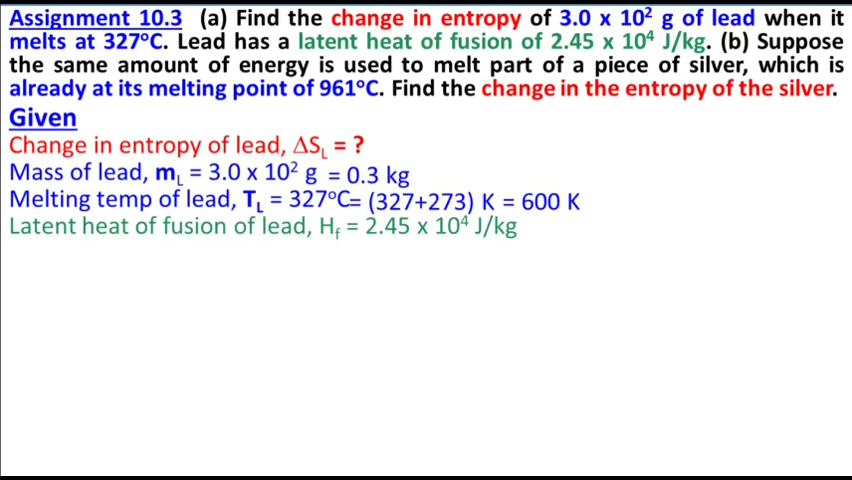 Assignment 10.3 (a) Find the change in entropy of 3.0 x 10² g of lead when it
melts at 327ºC. Lead has a latent heat of fusion of 2.45 x 10⁴ J/kg. (b) Suppose
the same amount of energy is used to melt part of a piece of silver, which is
already at its melting point of 961ºC. Find the change in the entropy of the silver.
Given
Change in entropy of lead, ΔS_L = ?
Mass of lead, m_L = 3.0 x 10² g = 0.3 kg
Melting temp of lead, T_L = 327ºC= (327+273) K = 600 K
Latent heat of fusion of lead, H_f = 2.45 x 10⁴ J/kg